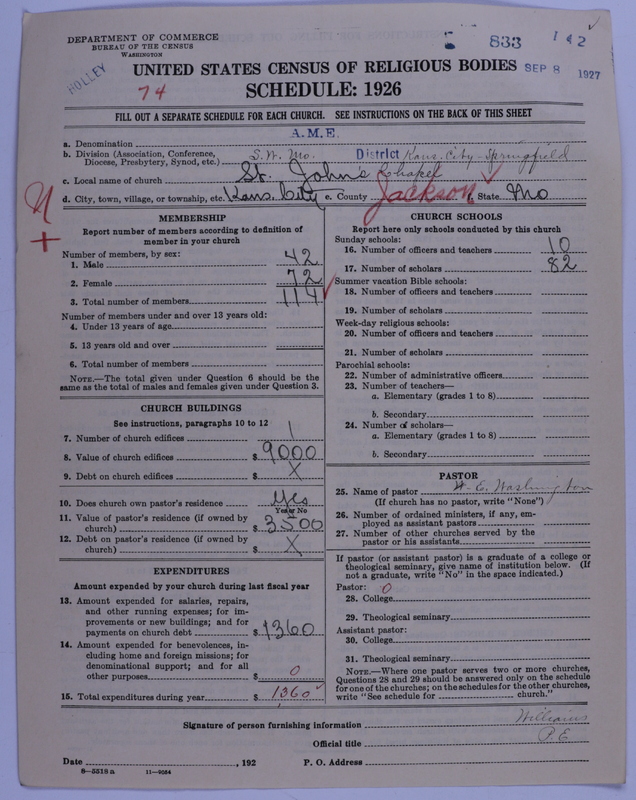 DEPARTMENT OF COMMERCE
BUREAU OF THE CENSUS
WASHINGTON
833 142
HOLLEY
UNITED STATES CENSUS OF RELIGIOUS BODIES SEP 8 1927
74 SCHEDULE: 1926
FILL OUT A SEPARATE SCHEDULE FOR EACH CHURCH. SEE INSTRUCTIONS ON THE BACK OF THIS SHEET
A.M.E.
a. Denomination
b. Division (Association, Conference, Diocese, Presbytery, Synod, etc.) S.W. Mo. District Kans. City-Springfield
c. Local name of church St. John's Chapel
d. City, town, village, or township, etc. Kans. City e. County Jackson f. State Mo
MEMBERSHIP
Report number of members according to definition of
member in your church
Number of members, by sex:
1. Male 42
2. Female 72
3. Total number of members 114
Number of members under and over 13 years old:
4. Under 13 years of age
5. 13 years old and over
6. Total number of members
NOTE.—The total given under Question 6 should be the
same as the total of males and females given under Question 3.
CHURCH BUILDINGS
See instructions, paragraphs 10 to 12
7. Number of church edifices 1
8. Value of church edifices $ 9000
9. Debt on church edifices $ X
10. Does church own pastor's residence Yes
Yes or No
11. Value of pastor's residence (if owned by
church) $ 3500
12. Debt on pastor's residence (if owned by
church) $ X
EXPENDITURES
Amount expended by your church during last fiscal year
13. Amount expended for salaries, repairs,
and other running expenses; for im-
provements or new buildings; and for
payments on church debt $ 1360
14. Amount expended for benevolences, in-
cluding home and foreign missions; for
denominational support; and for all
other purposes $ 0
15. Total expenditures during year $ 1360
CHURCH SCHOOLS
Report here only schools conducted by this church
Sunday schools:
16. Number of officers and teachers 10
17. Number of scholars 82
Summer vacation Bible schools:
18. Number of officers and teachers
19. Number of scholars
Week-day religious schools:
20. Number of officers and teachers
21. Number of scholars
Parochial schools:
22. Number of administrative officers
23. Number of teachers—
a. Elementary (grades 1 to 8)
b. Secondary
24. Number of scholars—
a. Elementary (grades 1 to 8)
b. Secondary
PASTOR
25. Name of pastor W. E. Washington
(If church has no pastor, write "None")
26. Number of ordained ministers, if any, em-
ployed as assistant pastors
27. Number of other churches served by the
pastor or his assistants
If pastor (or assistant pastor) is a graduate of a college or
theological seminary, give name of institution below. (If
not a graduate, write "No" in the space indicated.)
Pastor: 0
28. College
29. Theological seminary
Assistant pastor:
30. College
31. Theological seminary
NOTE.—Where one pastor serves two or more churches,
Questions 28 and 29 should be answered only on the schedule
for one of the churches; on the schedules for the other churches,
write "See schedule for church."
Signature of person furnishing information Williams
Official title P.E
Date , 192 P. O. Address
8—5518a 11—9054